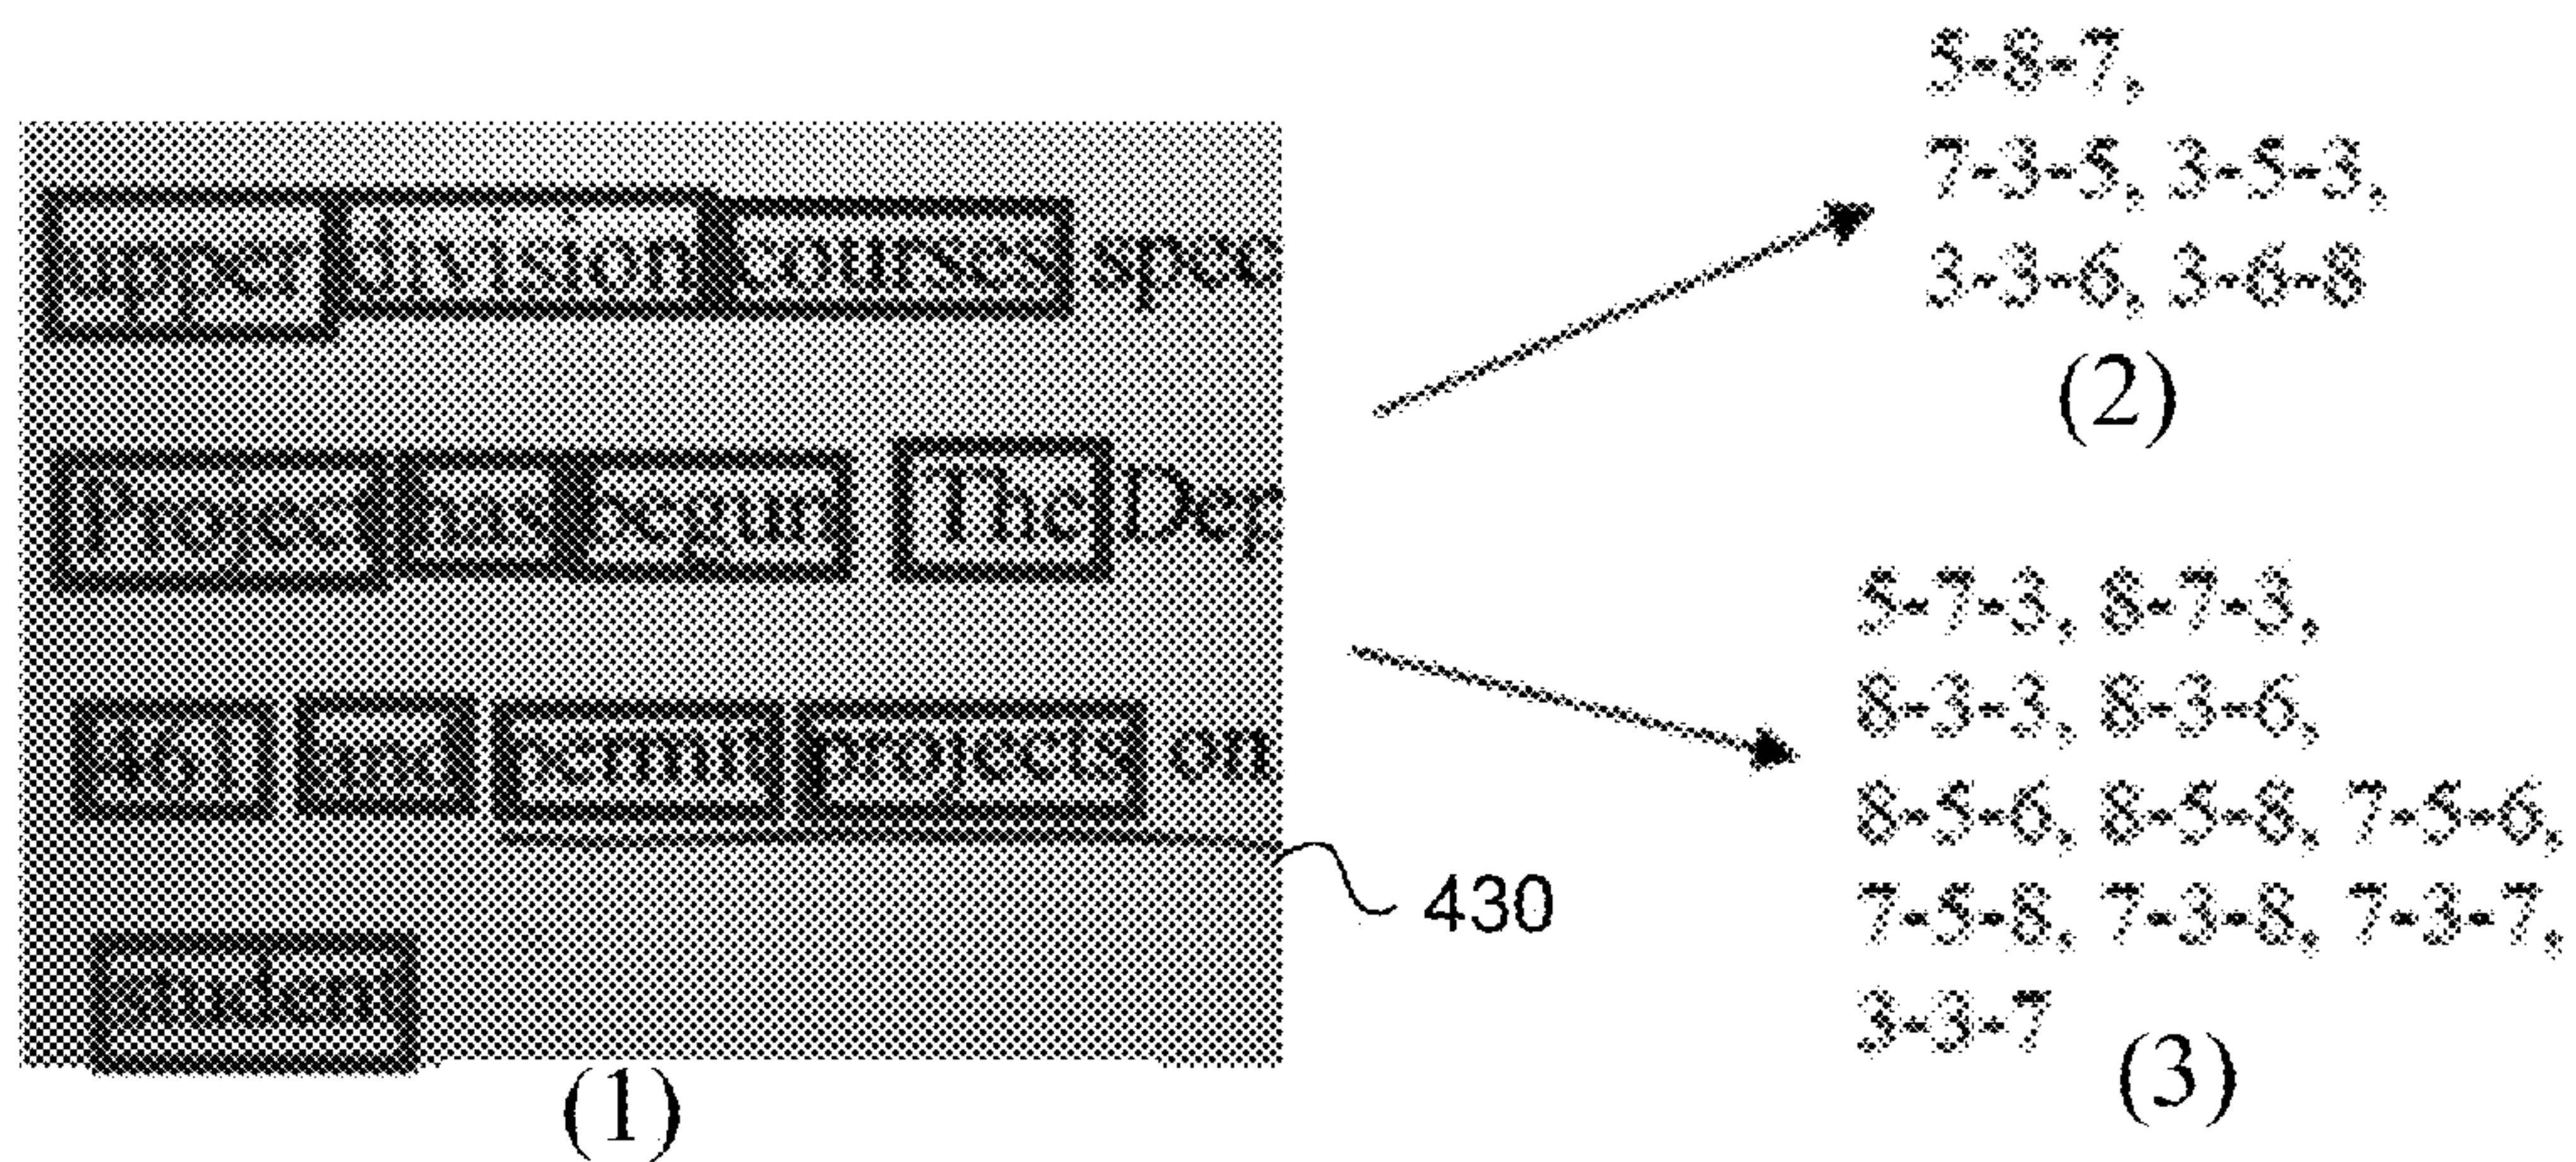 upper division courses spec
Project has begun The Dep
461 and permit projects on
student
(1)
430
5-8-7,
7-3-5, 3-5-3,
3-3-6, 3-6-8
(2)
5-7-3, 8-7-3,
8-3-3, 8-3-6,
8-5-6, 8-5-8, 7-5-6,
7-5-8, 7-3-8, 7-3-7,
3-3-7
(3)